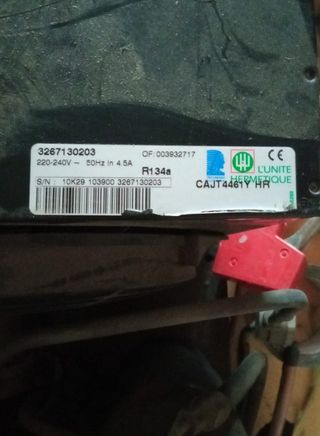 3267130203
OF: 003932717
220-240V ~ 50Hz In 4.5A
R134a
S/N : 10K29 103900 3267130203
CAJT4461Y HR
CE
L'UNITE
HERMETIQUE